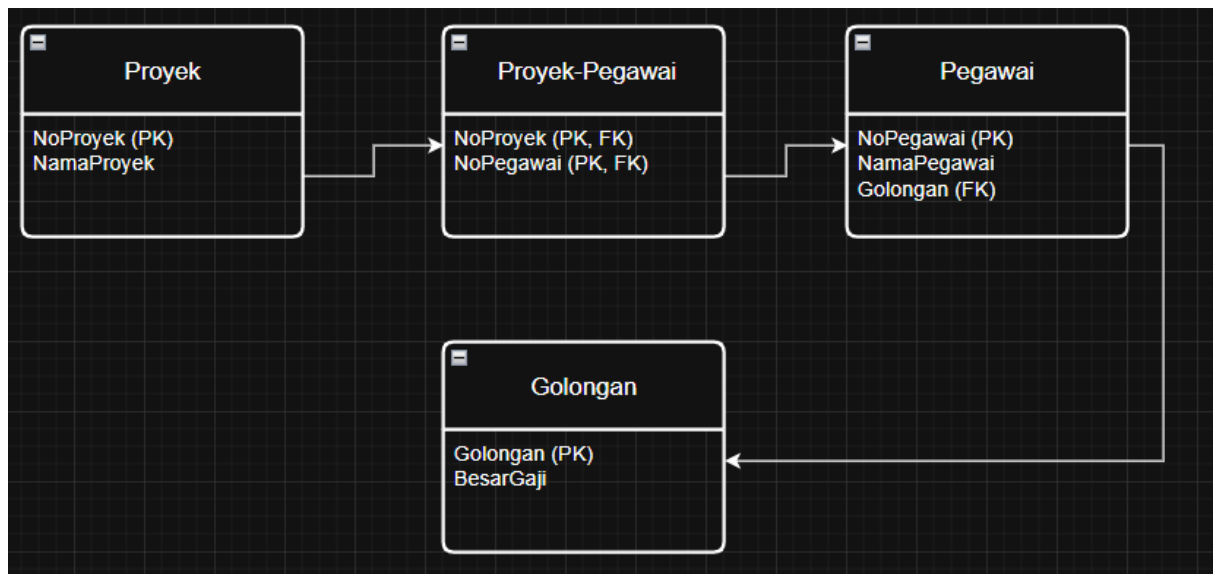 Proyek
NoProyek (PK)
NamaProyek
Proyek-Pegawai
NoProyek (PK, FK)
NoPegawai (PK, FK)
Pegawai
NoPegawai (PK)
NamaPegawai
Golongan (FK)
Golongan
Golongan (PK)
BesarGaji